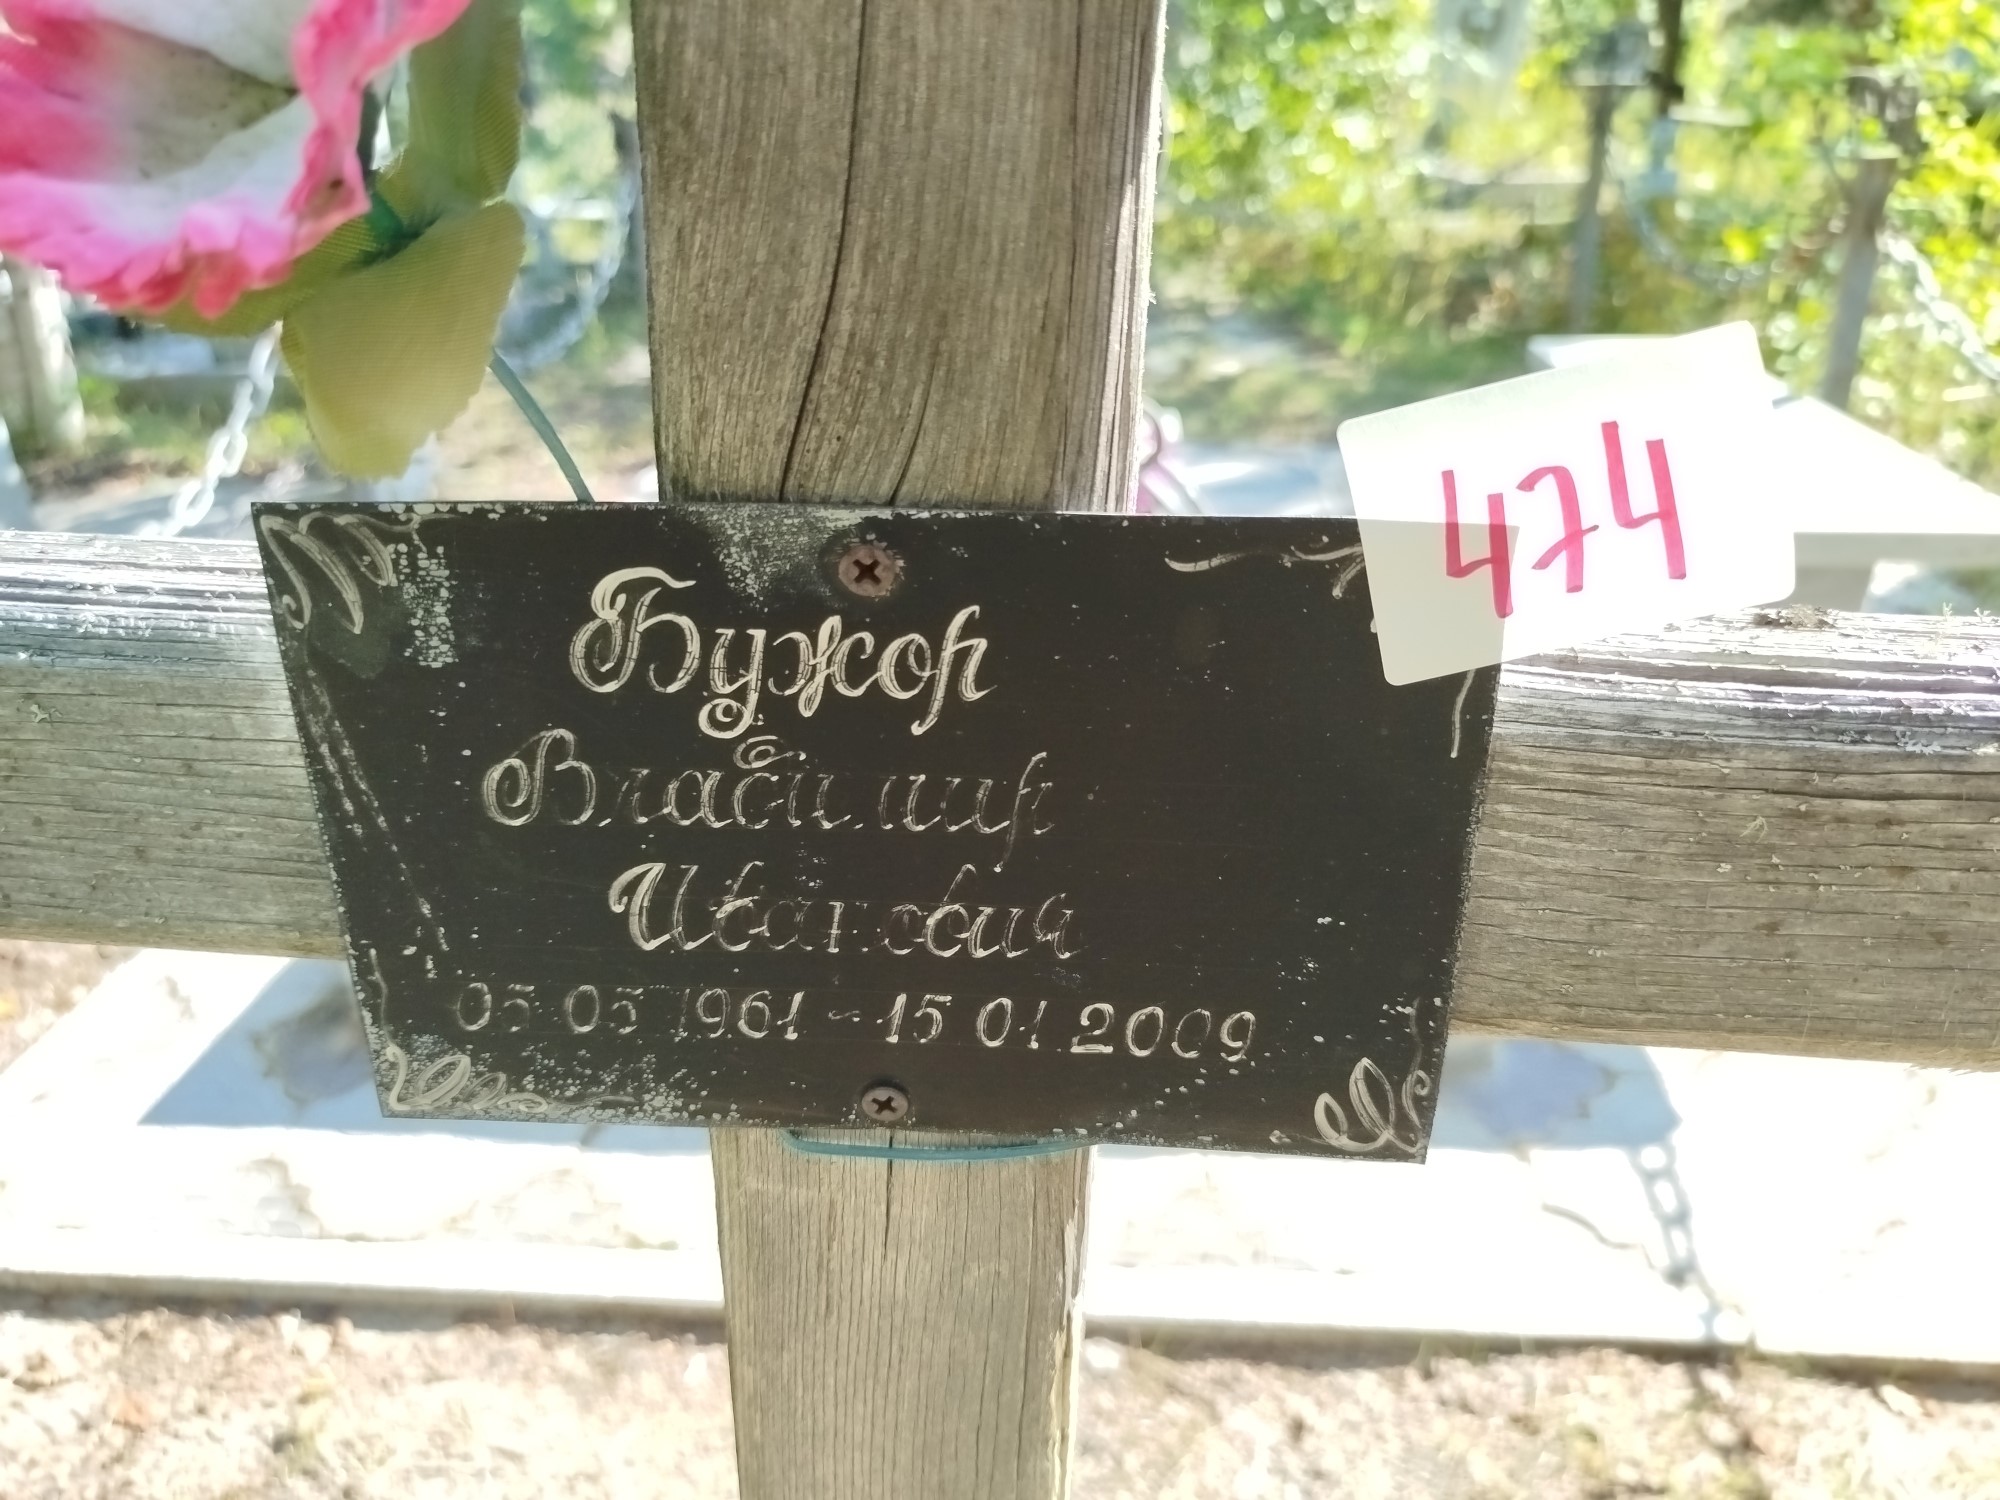 474
Бужор
Владимир
Иванович
05 05 1961 - 15 01 2009